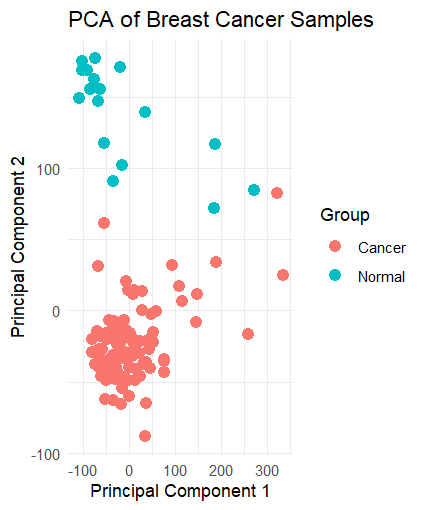 PCA of Breast Cancer Samples
Principal Component 2
100
0
-100
-100 0 100 200 300
Principal Component 1
Group
Cancer
Normal